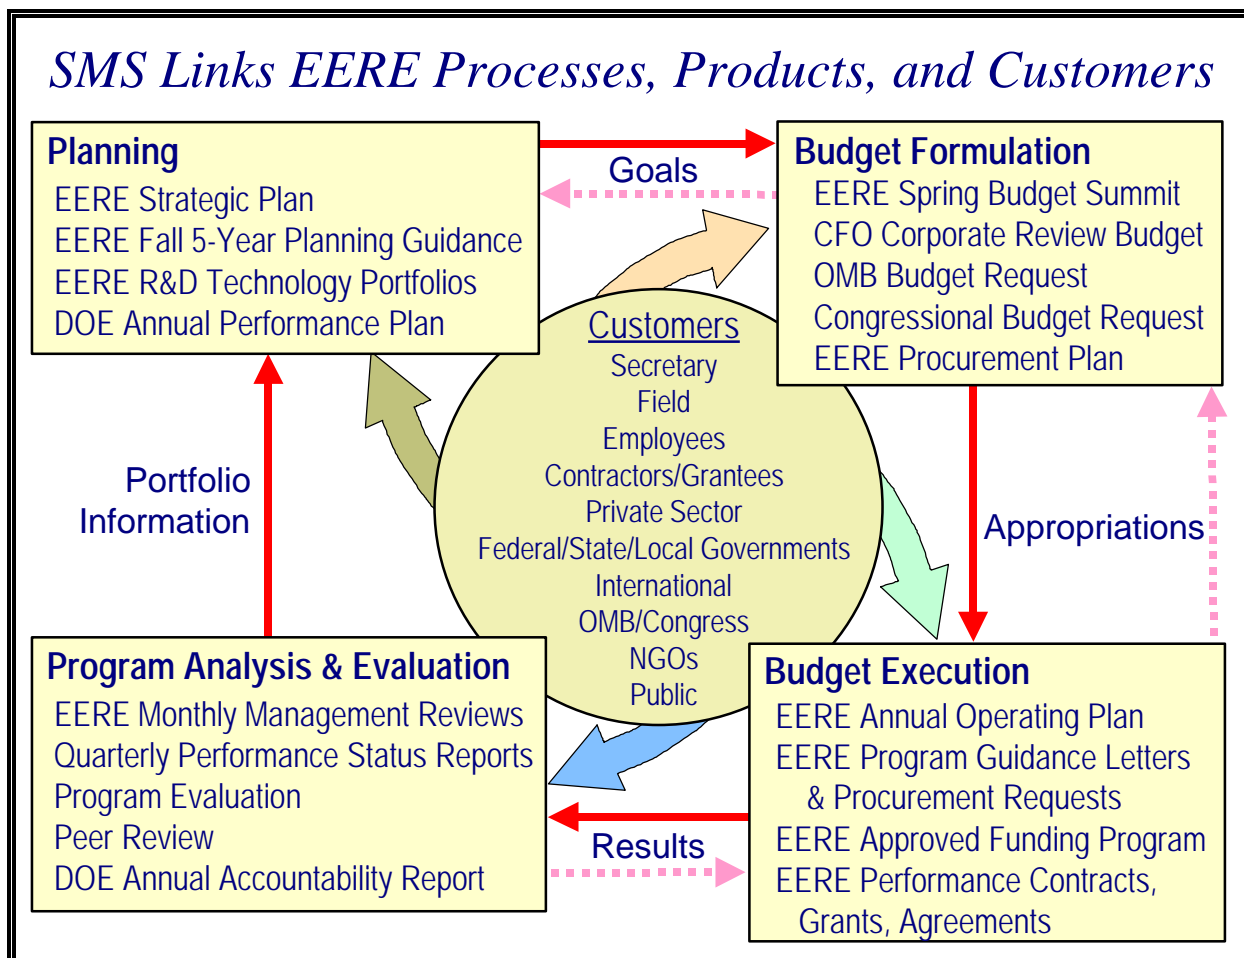 SMS Links EERE Processes, Products, and Customers
Planning
EERE Strategic Plan
EERE Fall 5-Year Planning Guidance
EERE R&D Technology Portfolios
DOE Annual Performance Plan
Goals
Budget Formulation
EERE Spring Budget Summit
CFO Corporate Review Budget
OMB Budget Request
Congressional Budget Request
EERE Procurement Plan
Customers
Secretary
Field
Employees
Contractors/Grantees
Private Sector
Federal/State/Local Governments
International
OMB/Congress
NGOs
Public
Portfolio
Information
Appropriations
Program Analysis & Evaluation
EERE Monthly Management Reviews
Quarterly Performance Status Reports
Program Evaluation
Peer Review
DOE Annual Accountability Report
Results
Budget Execution
EERE Annual Operating Plan
EERE Program Guidance Letters
& Procurement Requests
EERE Approved Funding Program
EERE Performance Contracts,
Grants, Agreements